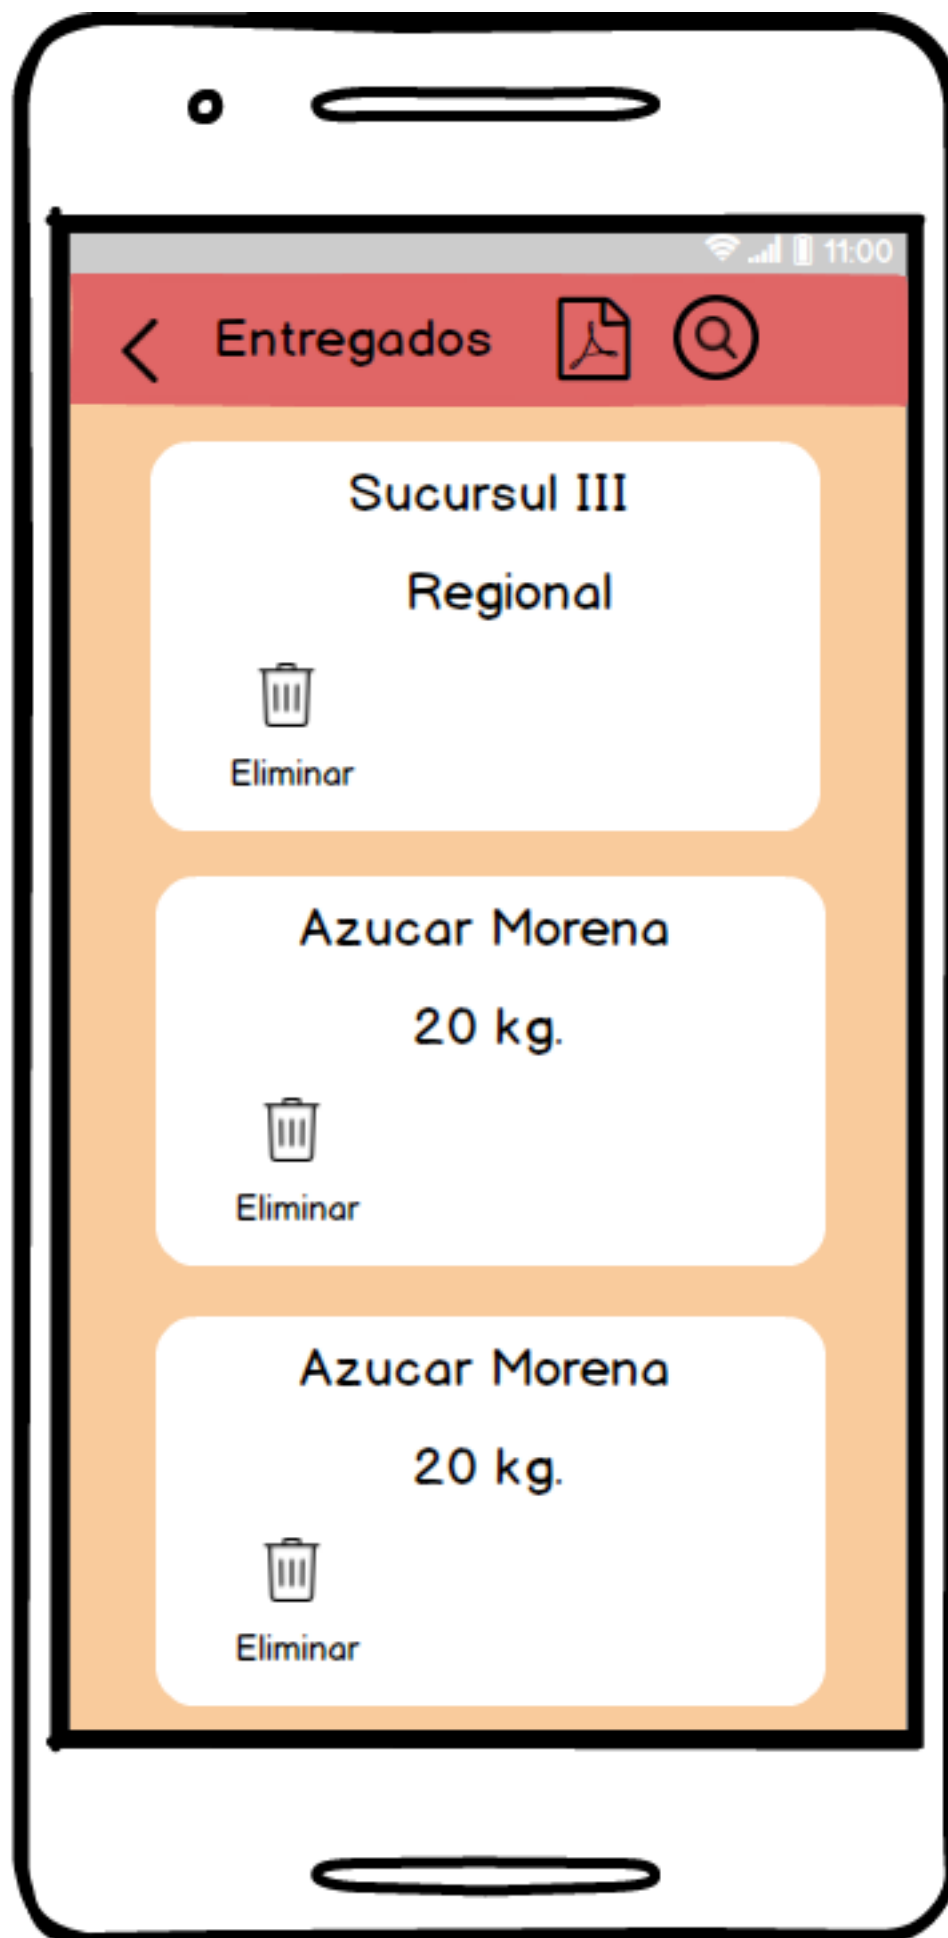 11:00
Entregados
Sucursul III
Regional
Eliminar
Azucar Morena
20 kg.
Eliminar
Azucar Morena
20 kg.
Eliminar